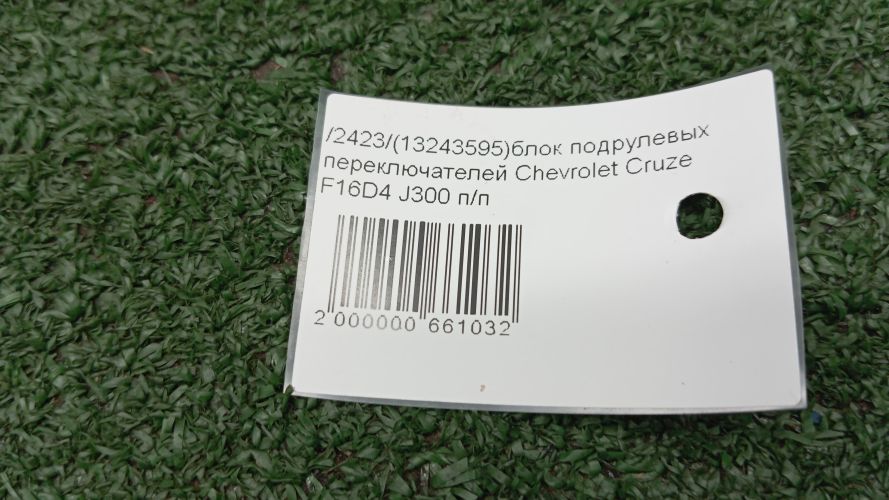 /2423/(13243595)блок подрулевых
переключателей Chevrolet Cruze
F16D4 J300 п/п
2 000000 661032